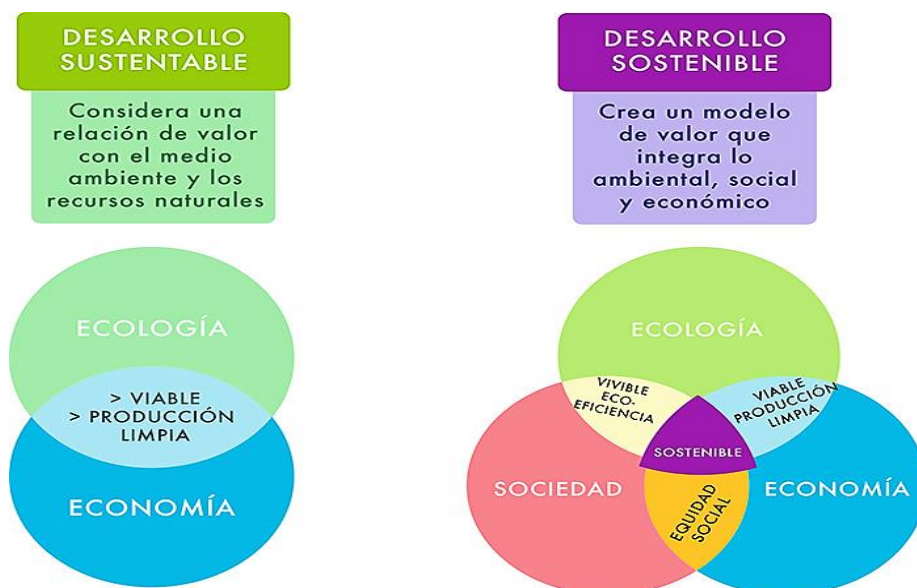 DESARROLLO
SUSTENTABLE
Considera una
relación de valor
con el medio
ambiente y los
recursos naturales
ECOLOGÍA
> VIABLE
> PRODUCCIÓN
LIMPIA
ECONOMÍA
DESARROLLO
SOSTENIBLE
Crea un modelo
de valor que
integra lo
ambiental, social
y económico
ECOLOGÍA
VIVIBLE
ECO-
EFICIENCIA
VIABLE
PRODUCCIÓN
LIMPIA
SOSTENIBLE
SOCIEDAD
ECONOMÍA
EQUIDAD
SOCIAL